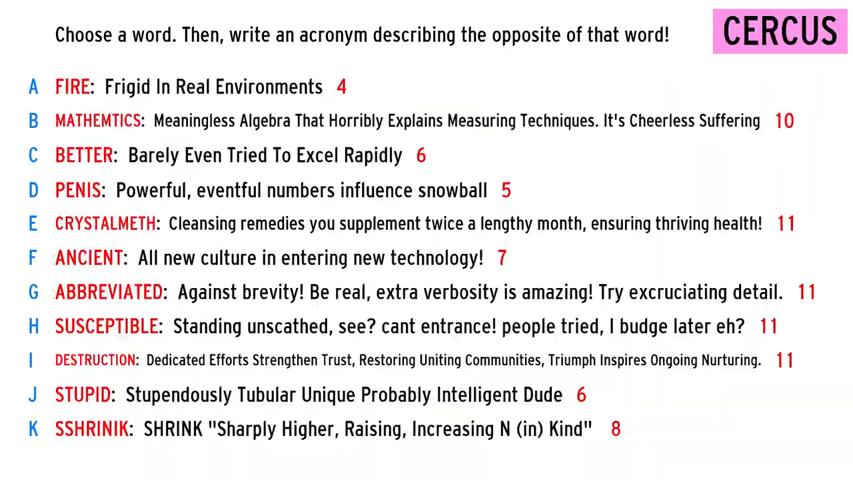 Choose a word. Then, write an acronym describing the opposite of that word!
CERCUS
A FIRE: Frigid In Real Environments 4
B MATHEMTICS: Meaningless Algebra That Horribly Explains Measuring Techniques. It's Cheerless Suffering 10
C BETTER: Barely Even Tried To Excel Rapidly 6
D PENIS: Powerful, eventful numbers influence snowball 5
E CRYSTALMETH: Cleansing remedies you supplement twice a lengthy month, ensuring thriving health! 11
F ANCIENT: All new culture in entering new technology! 7
G ABBREVIATED: Against brevity! Be real, extra verbosity is amazing! Try excruciating detail. 11
H SUSCEPTIBLE: Standing unscathed, see? cant entrance! people tried, I budge later eh? 11
I DESTRUCTION: Dedicated Efforts Strengthen Trust, Restoring Uniting Communities, Triumph Inspires Ongoing Nurturing. 11
J STUPID: Stupendously Tubular Unique Probably Intelligent Dude 6
K SSHRINIK: SHRINK "Sharply Higher, Raising, Increasing N (in) Kind" 8